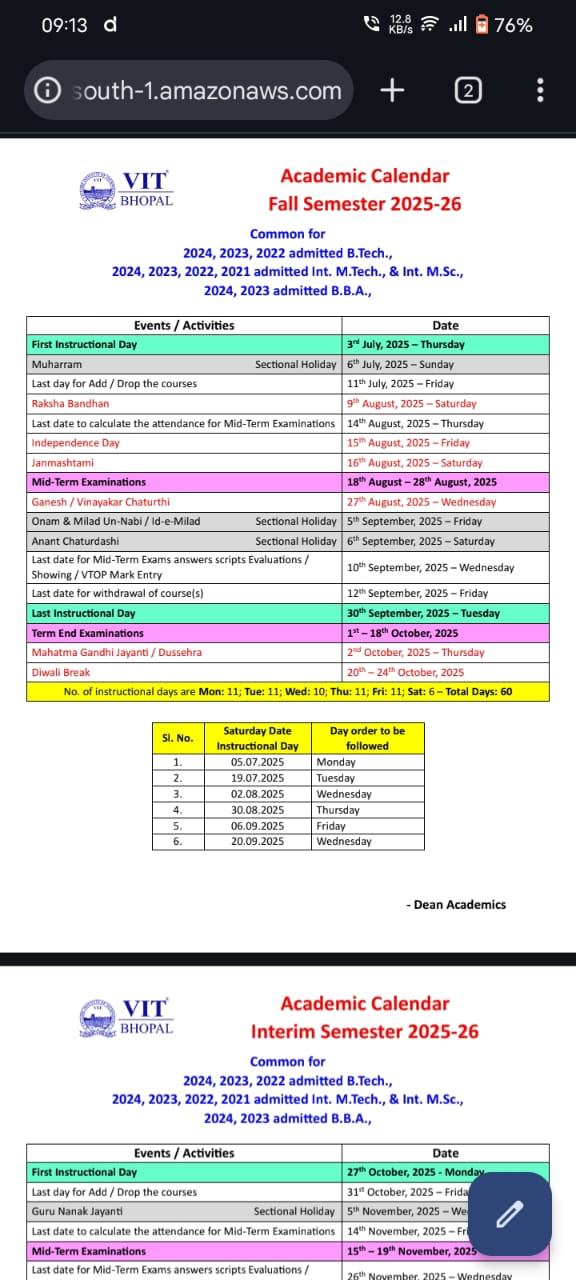 09:13 d 12.8 KB/s 76%
south-1.amazonaws.com 2
VIT
BHOPAL
Academic Calendar
Fall Semester 2025-26
Common for
2024, 2023, 2022 admitted B.Tech.,
2024, 2023, 2022, 2021 admitted Int. M.Tech., & Int. M.Sc.,
2024, 2023 admitted B.B.A.,
Events / Activities Date
First Instructional Day 3rd July, 2025 – Thursday
Muharram Sectional Holiday 6th July, 2025 – Sunday
Last day for Add / Drop the courses 11th July, 2025 – Friday
Raksha Bandhan 9th August, 2025 – Saturday
Last date to calculate the attendance for Mid-Term Examinations 14th August, 2025 – Thursday
Independence Day 15th August, 2025 – Friday
Janmashtami 16th August, 2025 – Saturday
Mid-Term Examinations 18th August – 28th August, 2025
Ganesh / Vinayakar Chaturthi 27th August, 2025 – Wednesday
Onam & Milad Un-Nabi / Id-e-Milad Sectional Holiday 5th September, 2025 – Friday
Anant Chaturdashi Sectional Holiday 6th September, 2025 – Saturday
Last date for Mid-Term Exams answers scripts Evaluations /
Showing / VTOP Mark Entry 10th September, 2025 – Wednesday
Last date for withdrawal of course(s) 12th September, 2025 – Friday
Last Instructional Day 30th September, 2025 – Tuesday
Term End Examinations 1st – 18th October, 2025
Mahatma Gandhi Jayanti / Dussehra 2nd October, 2025 – Thursday
Diwali Break 20th – 24th October, 2025
No. of instructional days are Mon: 11; Tue: 11; Wed: 10; Thu: 11; Fri: 11; Sat: 6 – Total Days: 60
Sl. No. Saturday Date Instructional Day Day order to be followed
1. 05.07.2025 Monday
2. 19.07.2025 Tuesday
3. 02.08.2025 Wednesday
4. 30.08.2025 Thursday
5. 06.09.2025 Friday
6. 20.09.2025 Wednesday
- Dean Academics
VIT
BHOPAL
Academic Calendar
Interim Semester 2025-26
Common for
2024, 2023, 2022 admitted B.Tech.,
2024, 2023, 2022, 2021 admitted Int. M.Tech., & Int. M.Sc.,
2024, 2023 admitted B.B.A.,
Events / Activities Date
First Instructional Day 27th October, 2025 - Monday
Last day for Add / Drop the courses 31st October, 2025 – Frida
Guru Nanak Jayanti Sectional Holiday 5th November, 2025 – We
Last date to calculate the attendance for Mid-Term Examinations 14th November, 2025 – Fri
Mid-Term Examinations 15th – 19th November, 2025
Last date for Mid-Term Exams answers scripts Evaluations /
26th November, 2025 – Wednesday